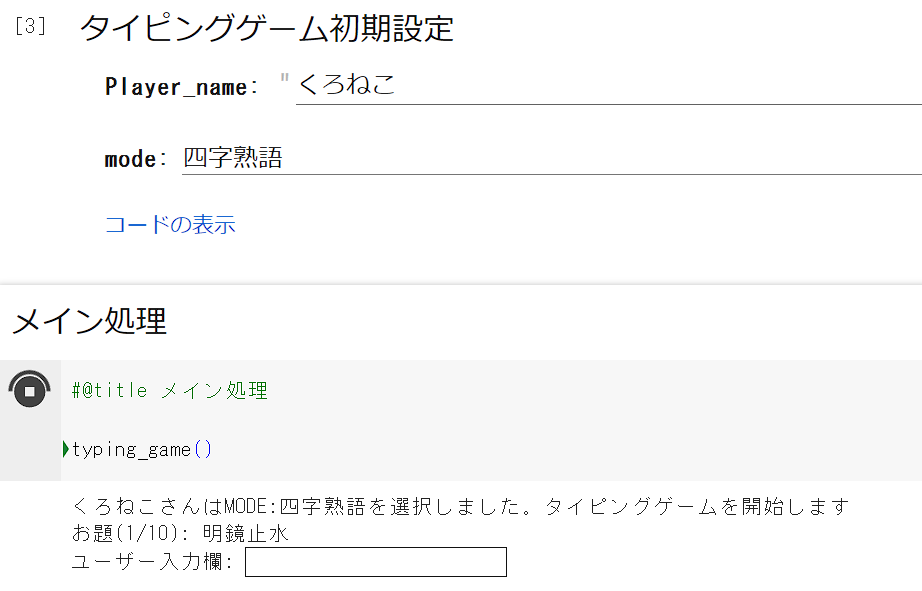 [3] タイピングゲーム初期設定
Player_name: " くろねこ
mode: 四字熟語
コードの表示
メイン処理
#@title メイン処理
typing_game()
くろねこさんはMODE:四字熟語を選択しました。タイピングゲームを開始します
お題(1/10): 明鏡止水
ユーザー入力欄: